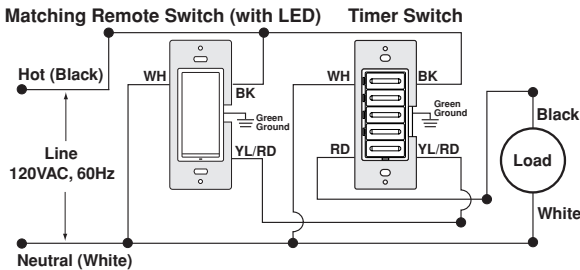 Matching Remote Switch (with LED)
Timer Switch
Hot (Black)
WH
BK
WH
BK
Green
Ground
Green
Ground
Black
Line
120VAC, 60Hz
YL/RD
RD
YL/RD
Load
White
Neutral (White)